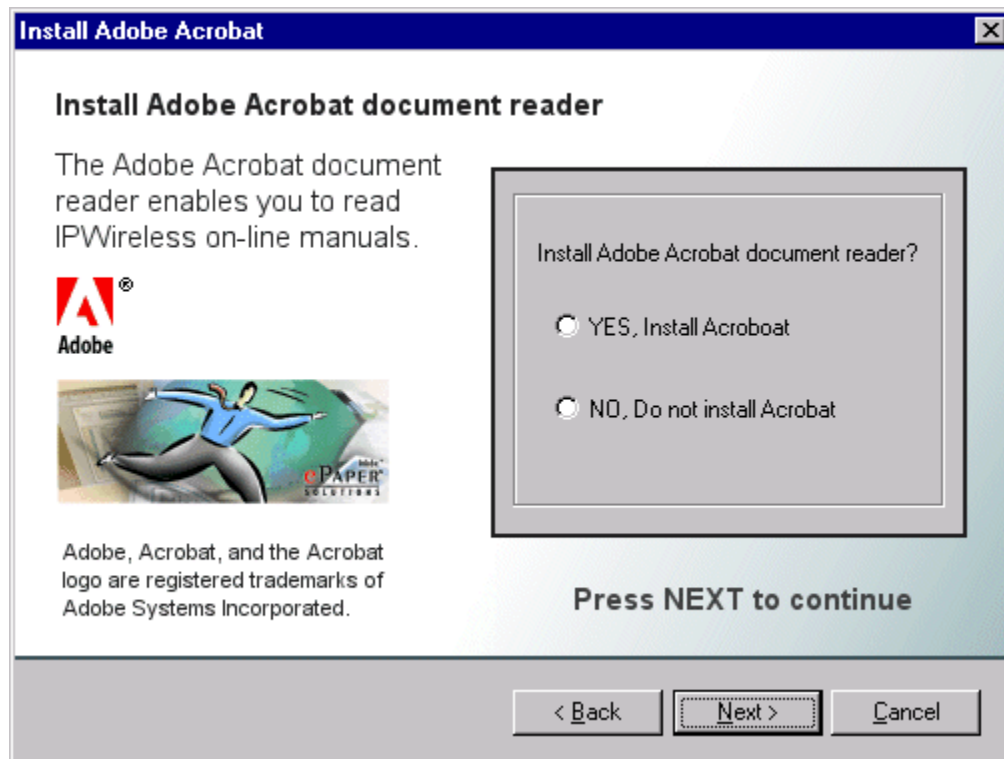 Install Adobe Acrobat
Install Adobe Acrobat document reader
The Adobe Acrobat document
reader enables you to read
IPWireless on-line manuals.
®
Adobe
Adobe®
ePAPER™
SOLUTIONS
Adobe, Acrobat, and the Acrobat
logo are registered trademarks of
Adobe Systems Incorporated.
Install Adobe Acrobat document reader?
YES, Install Acroboat
NO, Do not install Acrobat
Press NEXT to continue
< Back
Next >
Cancel